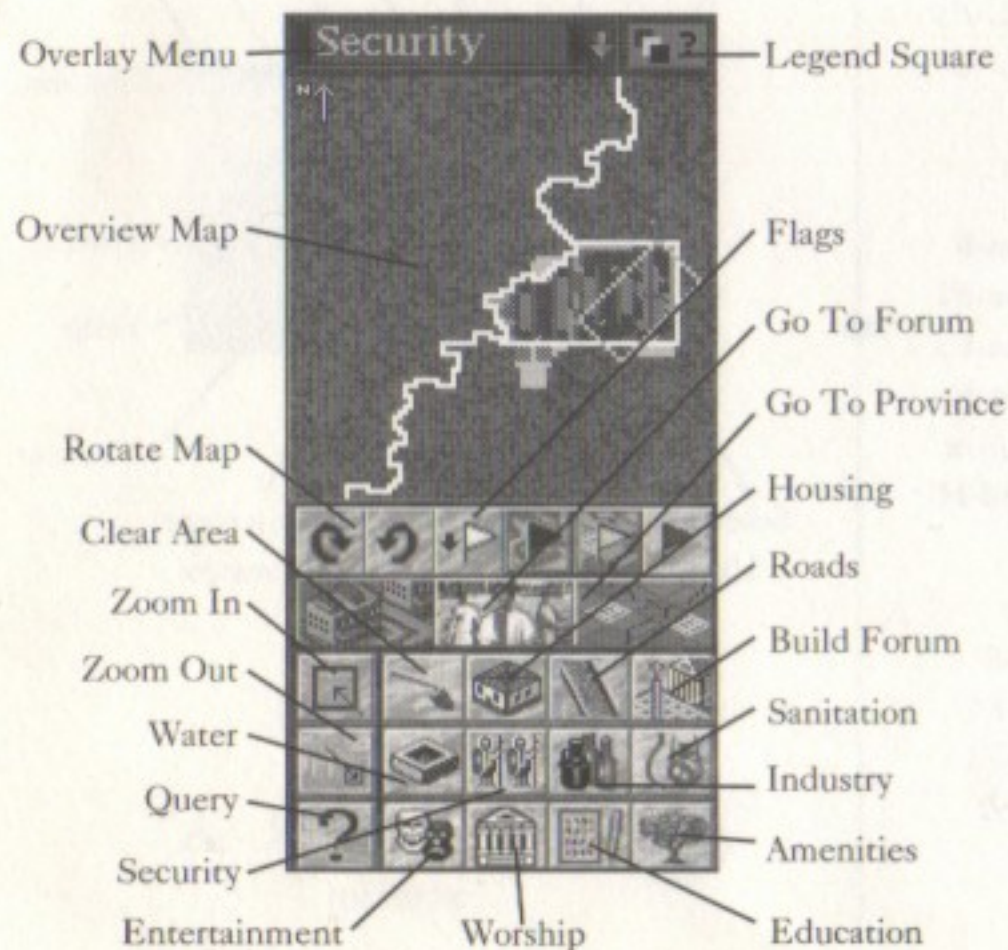 Overlay Menu
Security
?
Legend Square
N
Overview Map
Flags
Go To Forum
Go To Province
Rotate Map
Housing
Clear Area
Roads
Zoom In
Build Forum
Zoom Out
Sanitation
Water
Industry
Query
?
Amenities
Security
Entertainment
Worship
Education